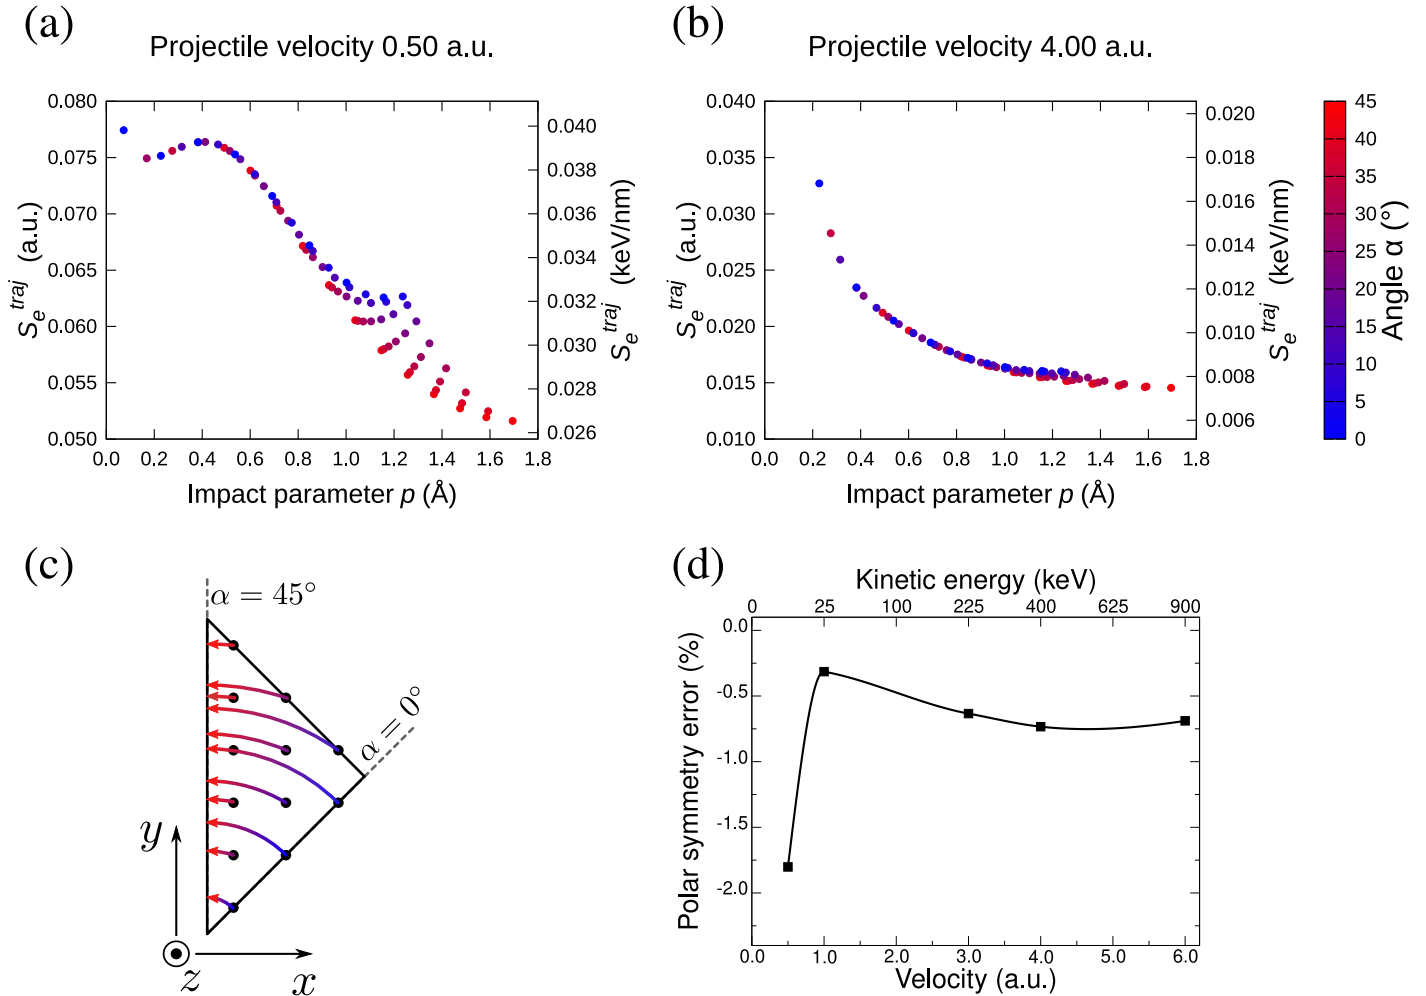 (a)
Projectile velocity 0.50 a.u.
0.080
0.075
0.070
0.065
0.060
0.055
0.050
S_e^{traj} (a.u.)
0.040
0.038
0.036
0.034
0.032
0.030
0.028
0.026
S_e^{traj} (keV/nm)
0.0 0.2 0.4 0.6 0.8 1.0 1.2 1.4 1.6 1.8
Impact parameter p (Å)
(b)
Projectile velocity 4.00 a.u.
0.040
0.035
0.030
0.025
0.020
0.015
0.010
S_e^{traj} (a.u.)
0.020
0.018
0.016
0.014
0.012
0.010
0.008
0.006
S_e^{traj} (keV/nm)
0.0 0.2 0.4 0.6 0.8 1.0 1.2 1.4 1.6 1.8
Impact parameter p (Å)
45
40
35
30
25
20
15
10
5
0
Angle α (°)
(c)
α = 45°
α = 0°
y
z
x
(d)
Kinetic energy (keV)
0 25 100 225 400 625 900
0.0
-0.5
-1.0
-1.5
-2.0
Polar symmetry error (%)
0.0 1.0 2.0 3.0 4.0 5.0 6.0
Velocity (a.u.)